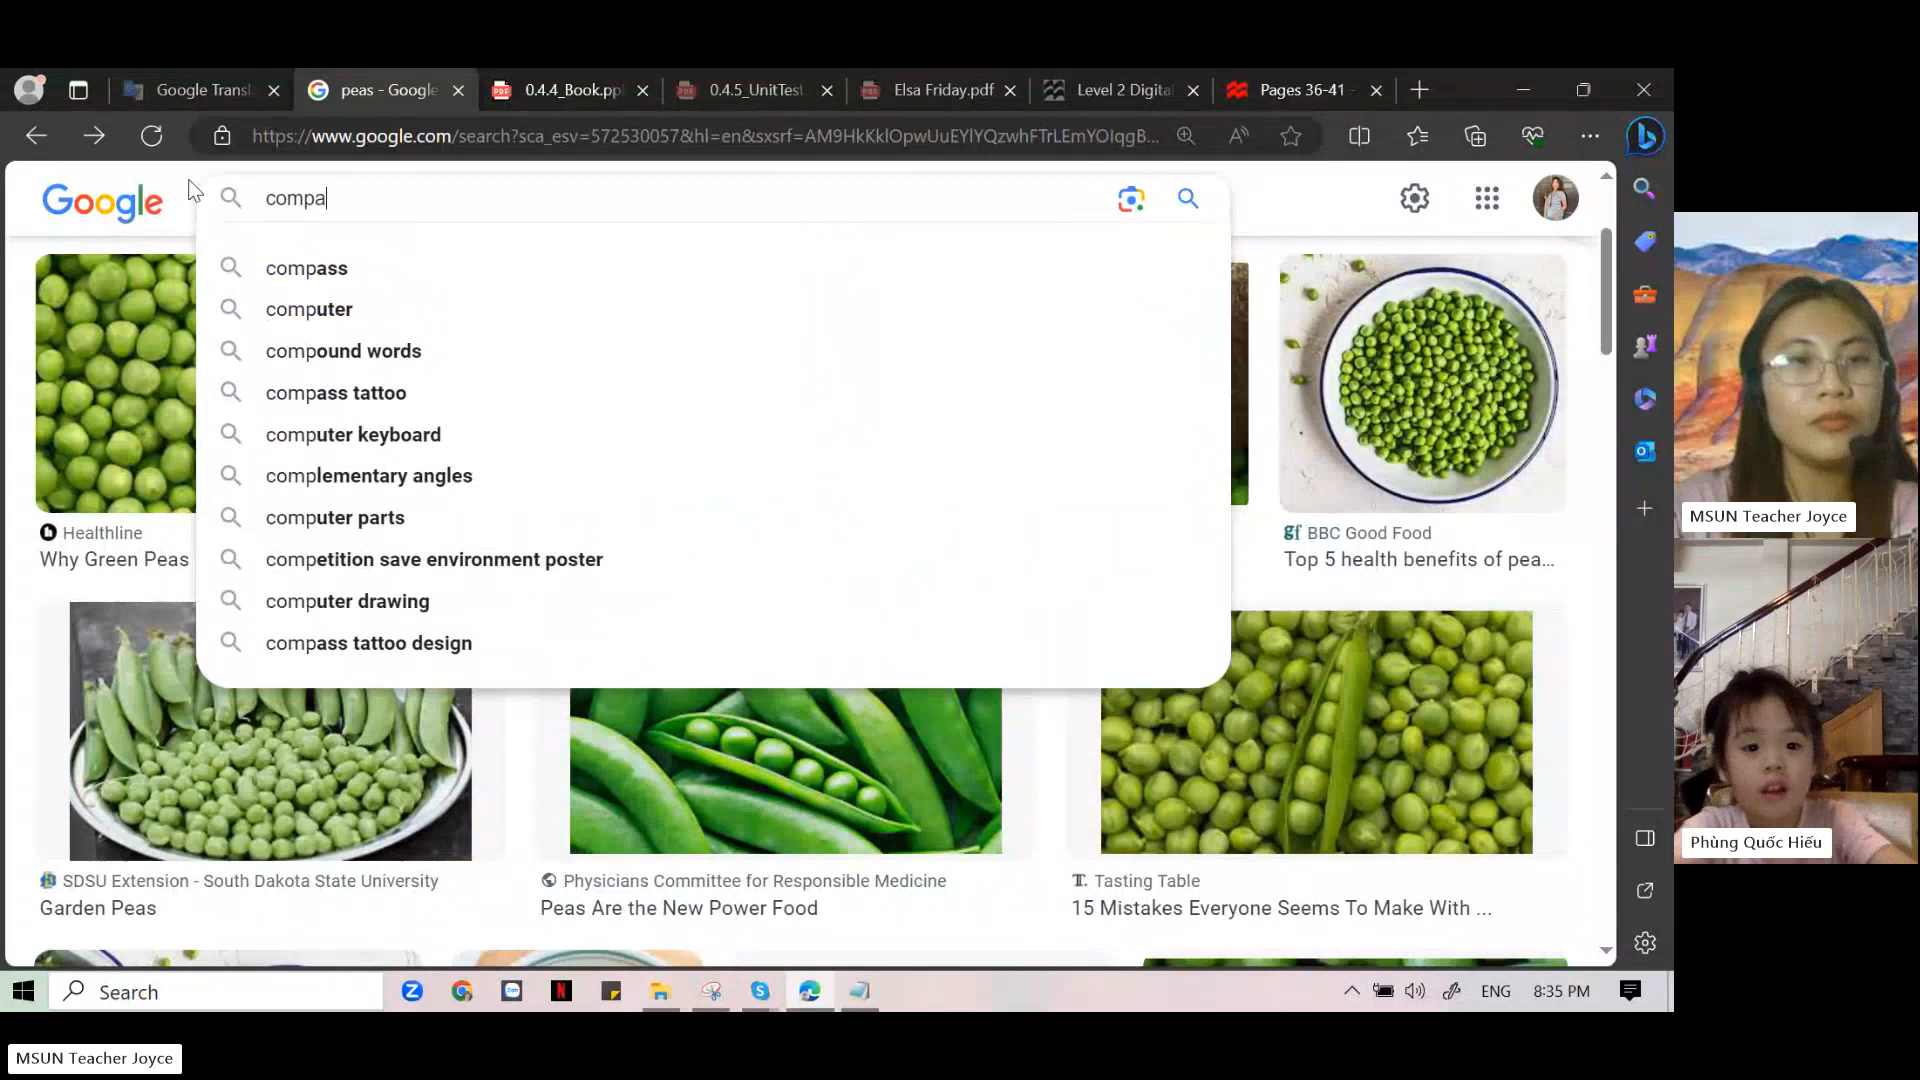 Google Transl
peas - Google
0.4.4_Book.pp
0.4.5_UnitTest
Elsa Friday.pdf
Level 2 Digita
Pages 36-41 -
https://www.google.com/search?sca_esv=572530057&hl=en&sxsrf=AM9HkKklOpwUuEYlYQzwhFTrLEmYOIqgB...
Google
compa
compass
computer
compound words
compass tattoo
computer keyboard
complementary angles
computer parts
competition save environment poster
computer drawing
compass tattoo design
Healthline
Why Green Peas
gf BBC Good Food
Top 5 health benefits of pea...
SDSU Extension - South Dakota State University
Garden Peas
Physicians Committee for Responsible Medicine
Peas Are the New Power Food
T. Tasting Table
15 Mistakes Everyone Seems To Make With ...
MSUN Teacher Joyce
Phùng Quốc Hiếu
Search
ENG
8:35 PM
MSUN Teacher Joyce